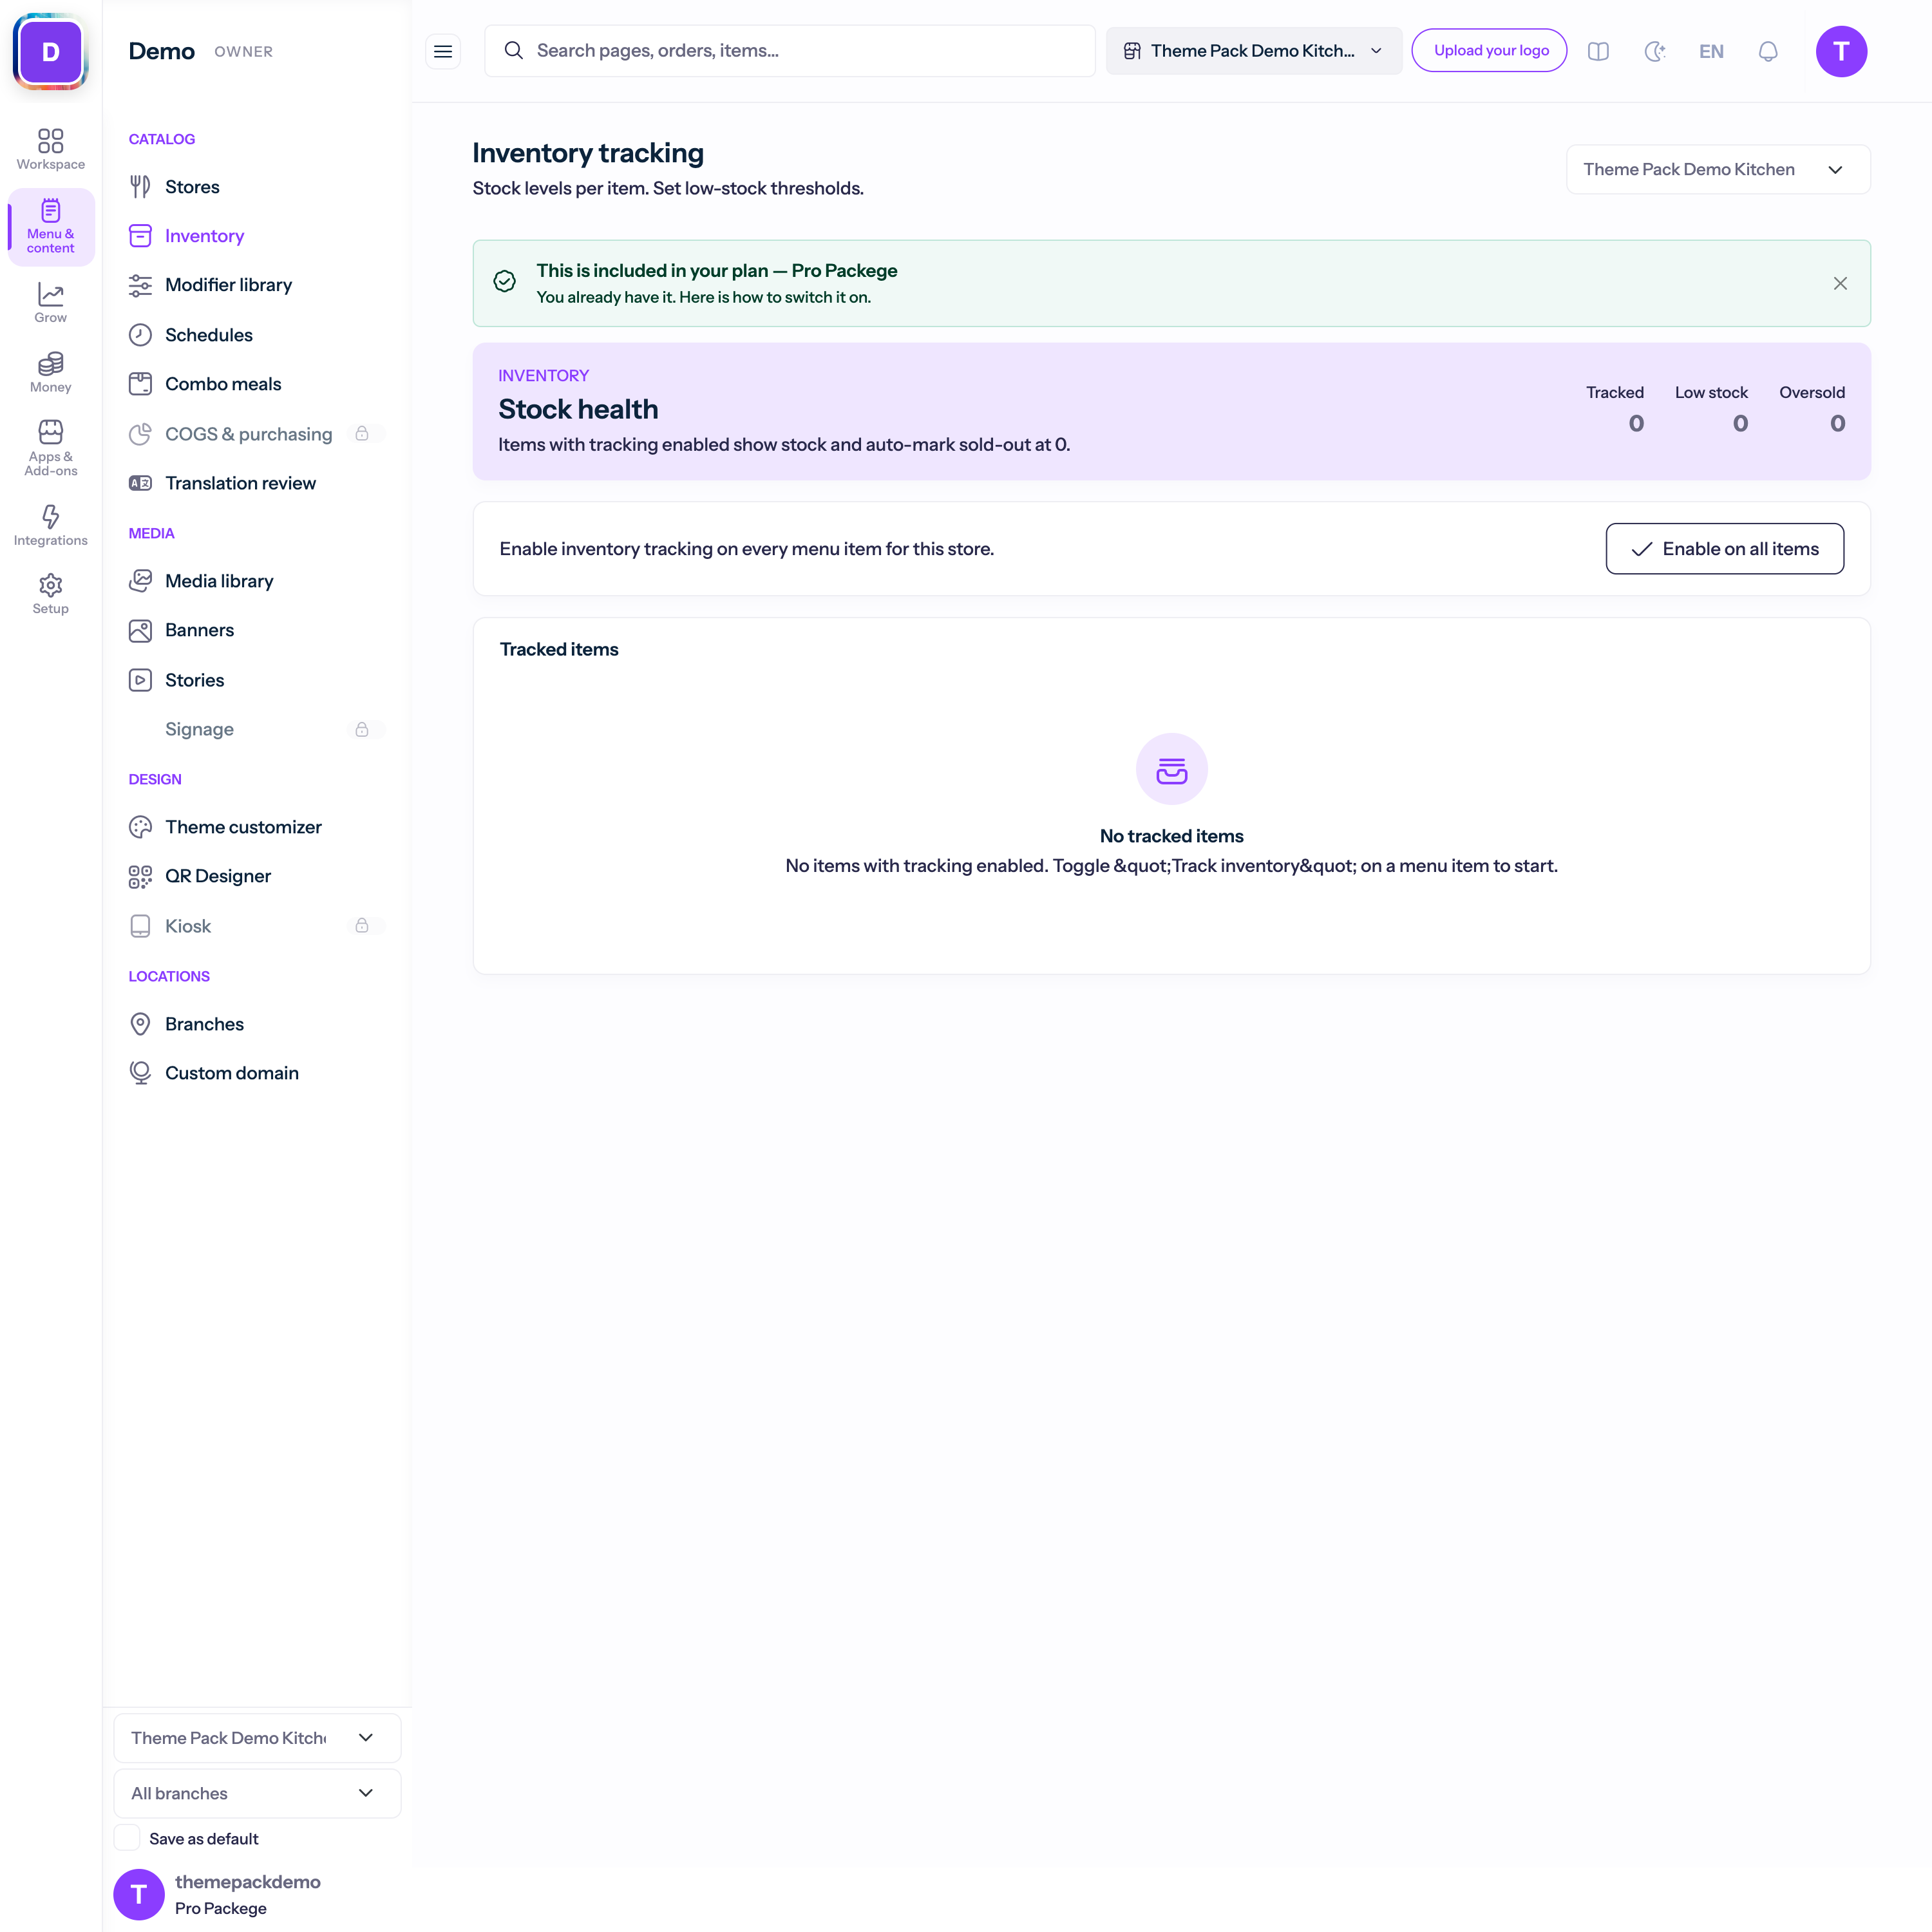 D
Demo OWNER
Search pages, orders, items...
Theme Pack Demo Kitch...
Upload your logo
EN
T
Workspace
Menu &
content
Grow
Money
Apps &
Add-ons
Integrations
Setup
CATALOG
Stores
Inventory
Modifier library
Schedules
Combo meals
COGS & purchasing
Translation review
MEDIA
Media library
Banners
Stories
Signage
DESIGN
Theme customizer
QR Designer
Kiosk
LOCATIONS
Branches
Custom domain
Theme Pack Demo Kitche
All branches
Save as default
T
themepackdemo
Pro Packege
Inventory tracking
Stock levels per item. Set low-stock thresholds.
Theme Pack Demo Kitchen
This is included in your plan — Pro Packege
You already have it. Here is how to switch it on.
INVENTORY
Stock health
Items with tracking enabled show stock and auto-mark sold-out at 0.
Tracked Low stock Oversold
0 0 0
Enable inventory tracking on every menu item for this store.
Enable on all items
Tracked items
No tracked items
No items with tracking enabled. Toggle &quot;Track inventory&quot; on a menu item to start.